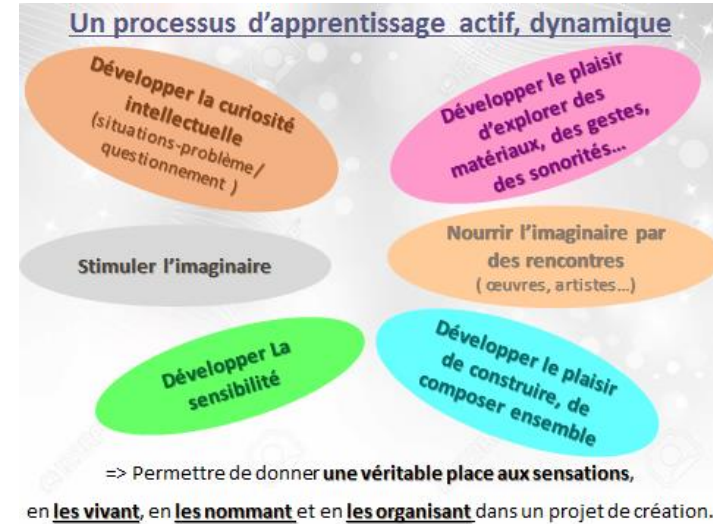 Un processus d'apprentissage actif, dynamique
Développer la curiosité
intellectuelle
(situations-problème/
questionnement )
Développer le plaisir
d'explorer des
matériaux, des gestes,
des sonorités...
Stimuler l'imaginaire
Nourrir l'imaginaire par
des rencontres
( œuvres, artistes...)
Développer La
sensibilité
Développer le plaisir
de construire, de
composer ensemble
=> Permettre de donner une véritable place aux sensations,
en les vivant, en les nommant et en les organisant dans un projet de création.